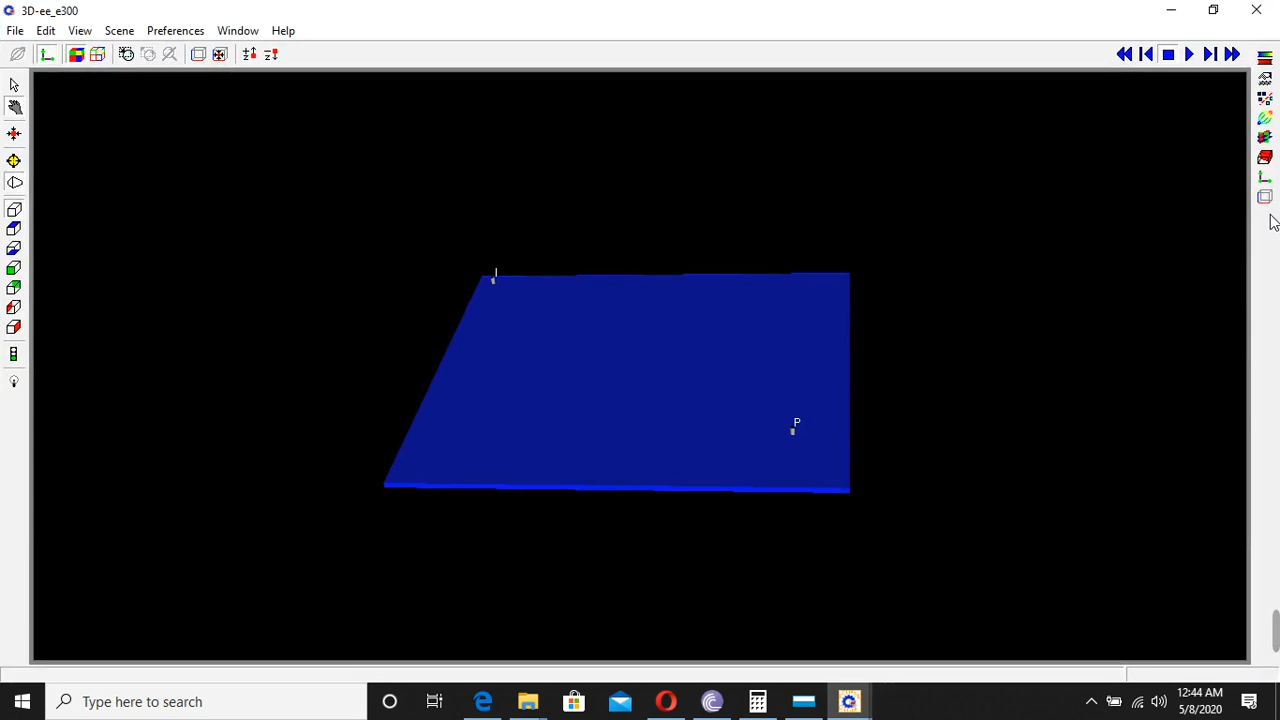 3D-ee_e300
File Edit View Scene Preferences Window Help
I
P
Type here to search
12:44 AM
5/8/2020